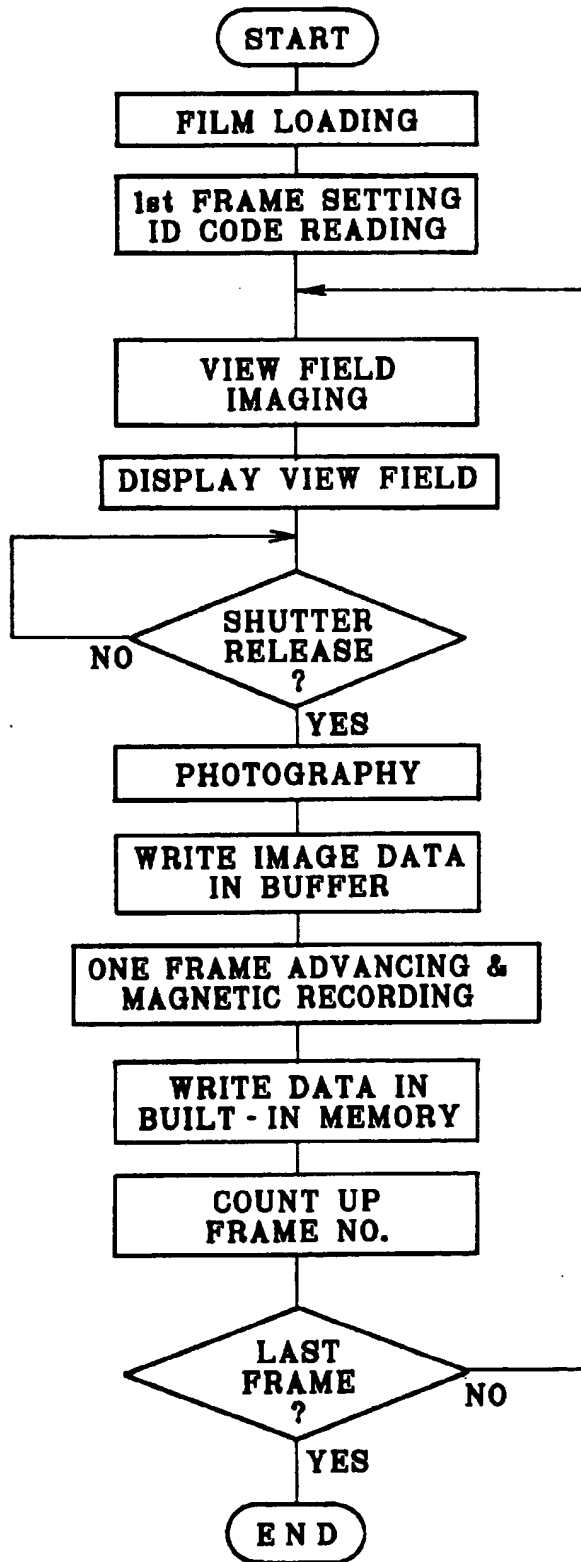 START
FILM LOADING
1st FRAME SETTING
ID CODE READING
VIEW FIELD
IMAGING
DISPLAY VIEW FIELD
SHUTTER
RELEASE
?
NO
YES
PHOTOGRAPHY
WRITE IMAGE DATA
IN BUFFER
ONE FRAME ADVANCING &
MAGNETIC RECORDING
WRITE DATA IN
BUILT - IN MEMORY
COUNT UP
FRAME NO.
LAST
FRAME
?
NO
YES
END